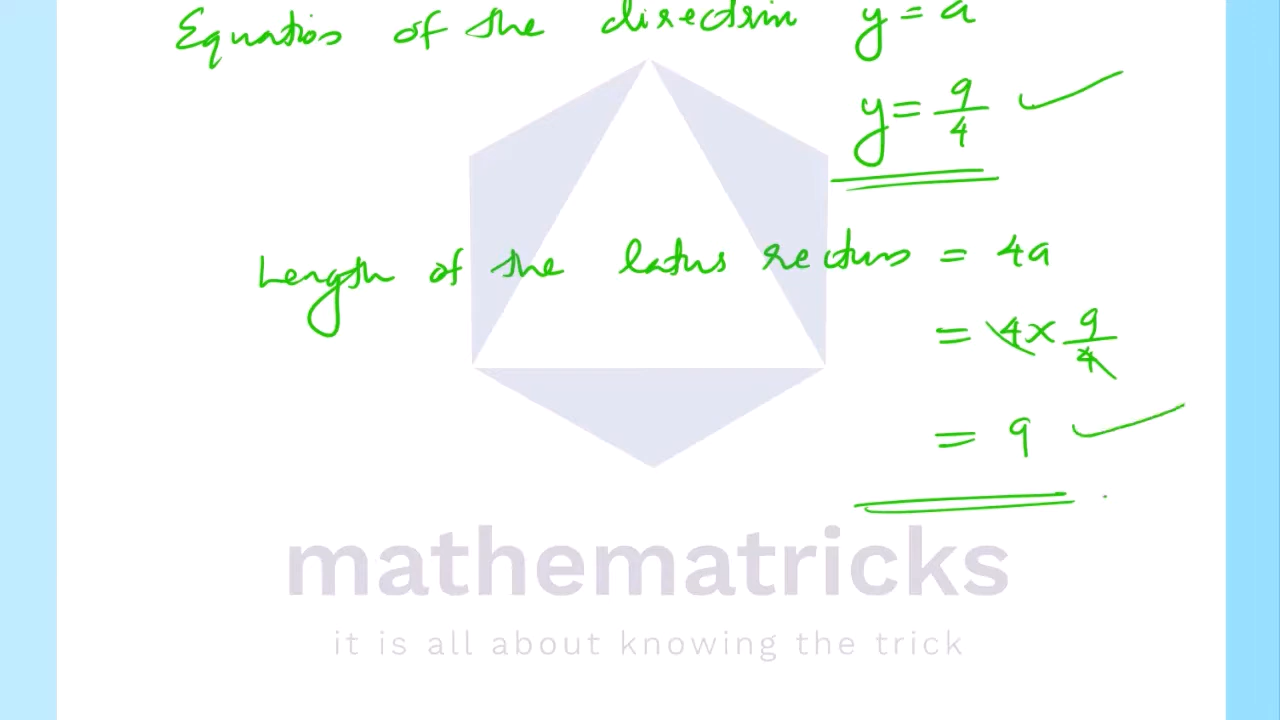 Equation of the directrix y = a
y = 9/4
Length of the latus rectum = 4a
= 4 x 9/4
= 9
mathematricks
it is all about knowing the trick